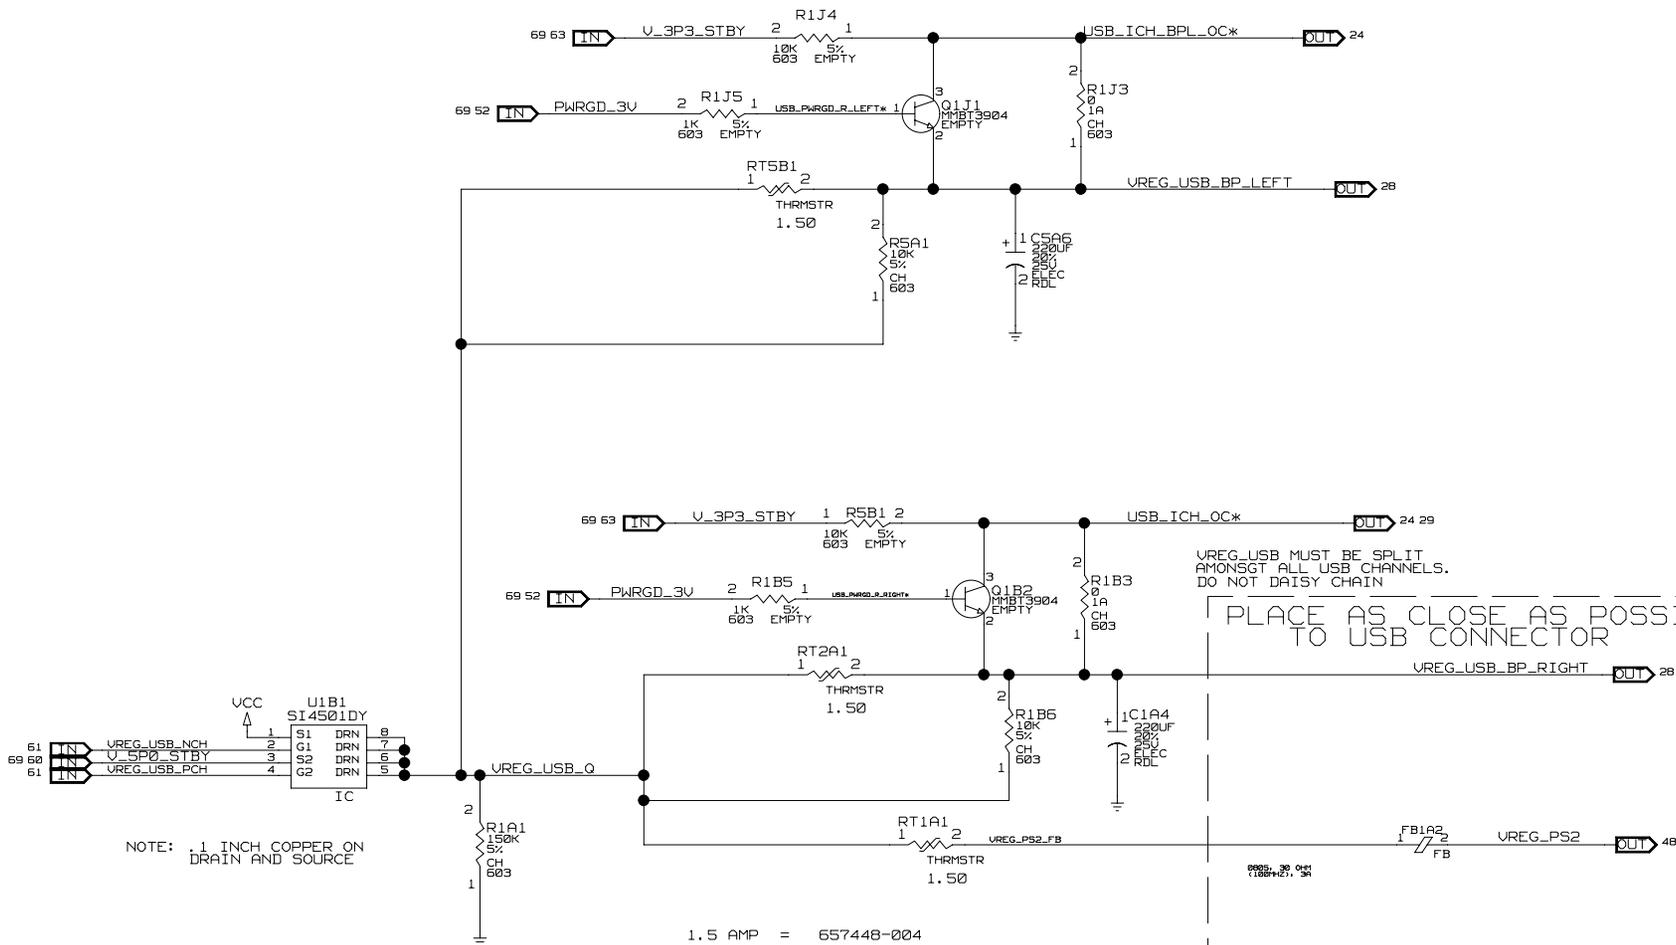 R1J4
69 63 IN V_3P3_STBY 2 1 USB_ICH_BPL_OC* OUT 24
10K 5%
603 EMPTY
2
R1J3
0
1A
CH
603
1
R1J5
69 52 IN PWRGD_3V 2 1 USB_PWRGD_R_LEFT* 1
1K 5%
603 EMPTY
3
Q1J1
MMBT3904
EMPTY
2
RT5B1
1 2
THRMSTR
1.50
VREG_USB_BP_LEFT OUT 28
2
R5A1
10K
5%
CH
603
1
+ 1 C5A6
220UF
20%
25V
ELEC
2 RDL
69 63 IN V_3P3_STBY 1 R5B1 2 USB_ICH_OC* OUT 24 29
10K 5%
603 EMPTY
VREG_USB MUST BE SPLIT
AMONSGT ALL USB CHANNELS.
DO NOT DAISY CHAIN
2
R1B3
0
1A
CH
603
1
R1B5
69 52 IN PWRGD_3V 2 1 USB_PWRGD_R_RIGHT* 1
1K 5%
603 EMPTY
3
Q1B2
MMBT3904
EMPTY
2
PLACE AS CLOSE AS POSSI
TO USB CONNECTOR
RT2A1
1 2
THRMSTR
1.50
VREG_USB_BP_RIGHT OUT 28
2
R1B6
10K
5%
CH
603
1
+ 1 C1A4
220UF
20%
25V
ELEC
2 RDL
VCC U1B1
SI4501DY
1 S1 DRN 8
61 IN VREG_USB_NCH 2 G1 DRN 7
69 60 IN V_5P0_STBY 3 S2 DRN 6
61 IN VREG_USB_PCH 4 G2 DRN 5
IC
VREG_USB_Q
2
R1A1
150K
5%
CH
603
1
NOTE: .1 INCH COPPER ON
DRAIN AND SOURCE
RT1A1
1 2 VREG_PS2_FB
THRMSTR
1.50
FB1A2
1 2 VREG_PS2 OUT 48
FB
0805, 30 OHM
(100MHZ), 3A
1.5 AMP = 657448-004